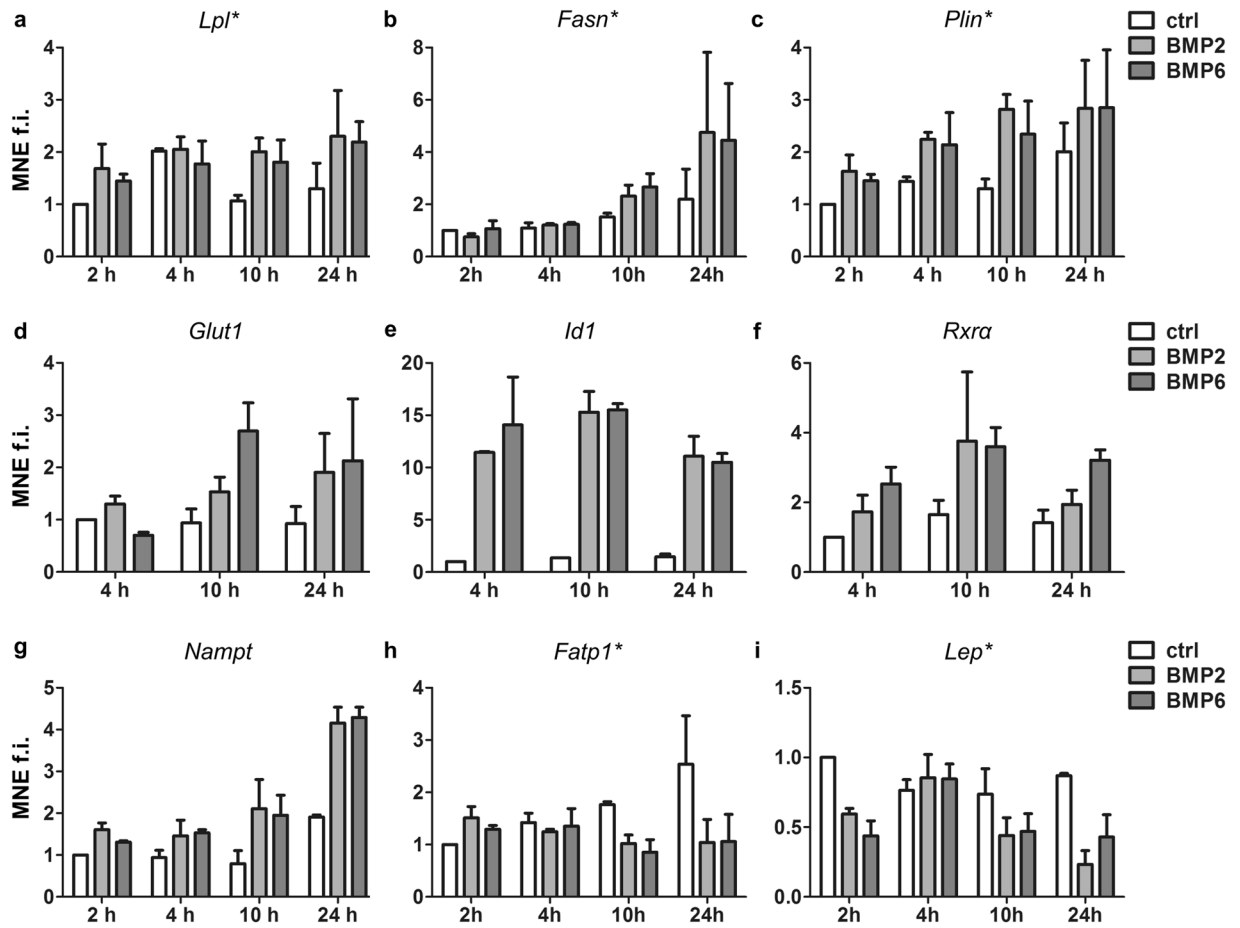 a
Lpl*
b
Fasn*
c
Plin*
ctrl
BMP2
BMP6
MNE f.i.
4
3
2
1
0
2 h 4 h 10 h 24 h
8
6
4
2
0
2h 4h 10h 24h
4
3
2
1
0
2 h 4 h 10 h 24 h
d
Glut1
e
Id1
f
Rxrα
ctrl
BMP2
BMP6
MNE f.i.
4
3
2
1
0
4 h 10 h 24 h
20
15
10
5
0
4 h 10 h 24 h
6
4
2
0
4 h 10 h 24 h
g
Nampt
h
Fatp1*
i
Lep*
ctrl
BMP2
BMP6
MNE f.i.
5
4
3
2
1
0
2 h 4 h 10 h 24 h
4
3
2
1
0
2h 4h 10h 24h
1.5
1.0
0.5
0.0
2h 4h 10h 24h